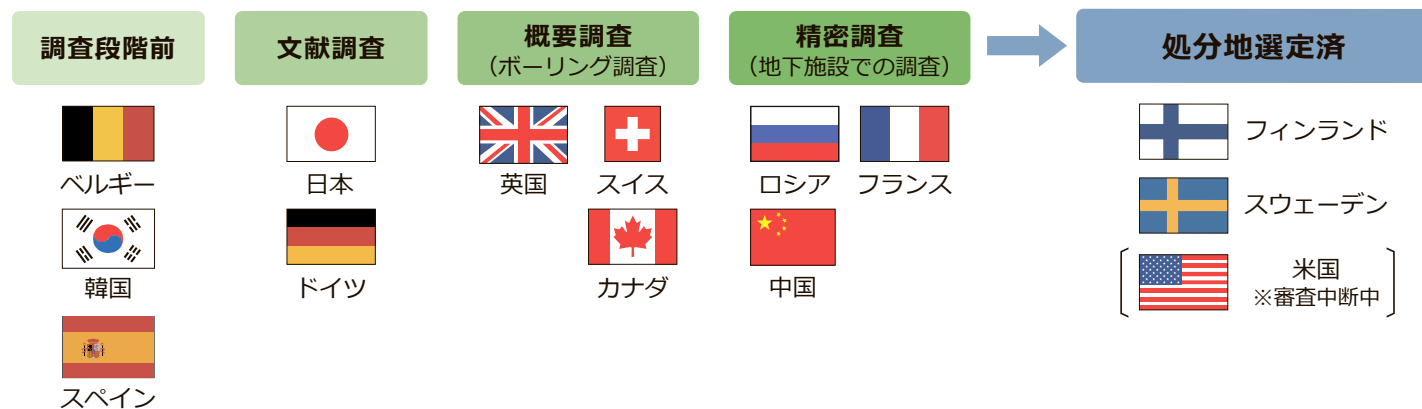 調査段階前
文献調査
概要調査
（ボーリング調査）
精密調査
（地下施設での調査）
処分地選定済
ベルギー
韓国
スペイン
日本
ドイツ
英国
スイス
カナダ
ロシア
フランス
中国
フィンランド
スウェーデン
米国
※審査中断中